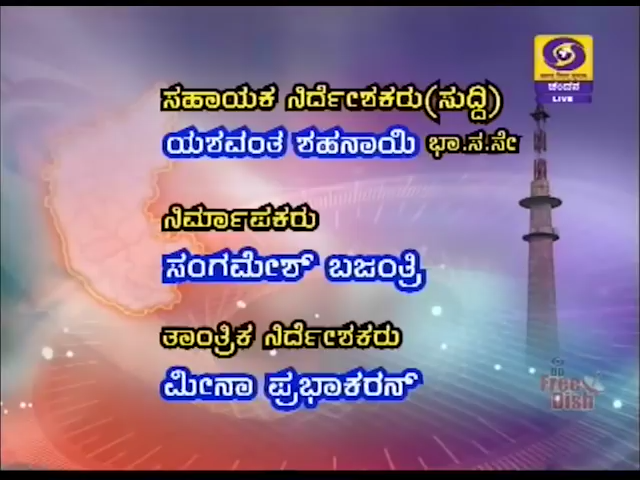 ಚಂದನ
LIVE
ಸಹಾಯಕ ನಿರ್ದೇಶಕರು(ಸುದ್ದಿ)
ಯಶವಂತ ಶಹನಾಯಿ ಭಾ.ಸ.ಸೇ
ನಿರ್ಮಾಪಕರು
ಸಂಗಮೇಶ್ ಬಜಂತ್ರಿ
ತಾಂತ್ರಿಕ ನಿರ್ದೇಶಕರು
ಮೀನಾ ಪ್ರಭಾಕರನ್
DD
Free
Dish